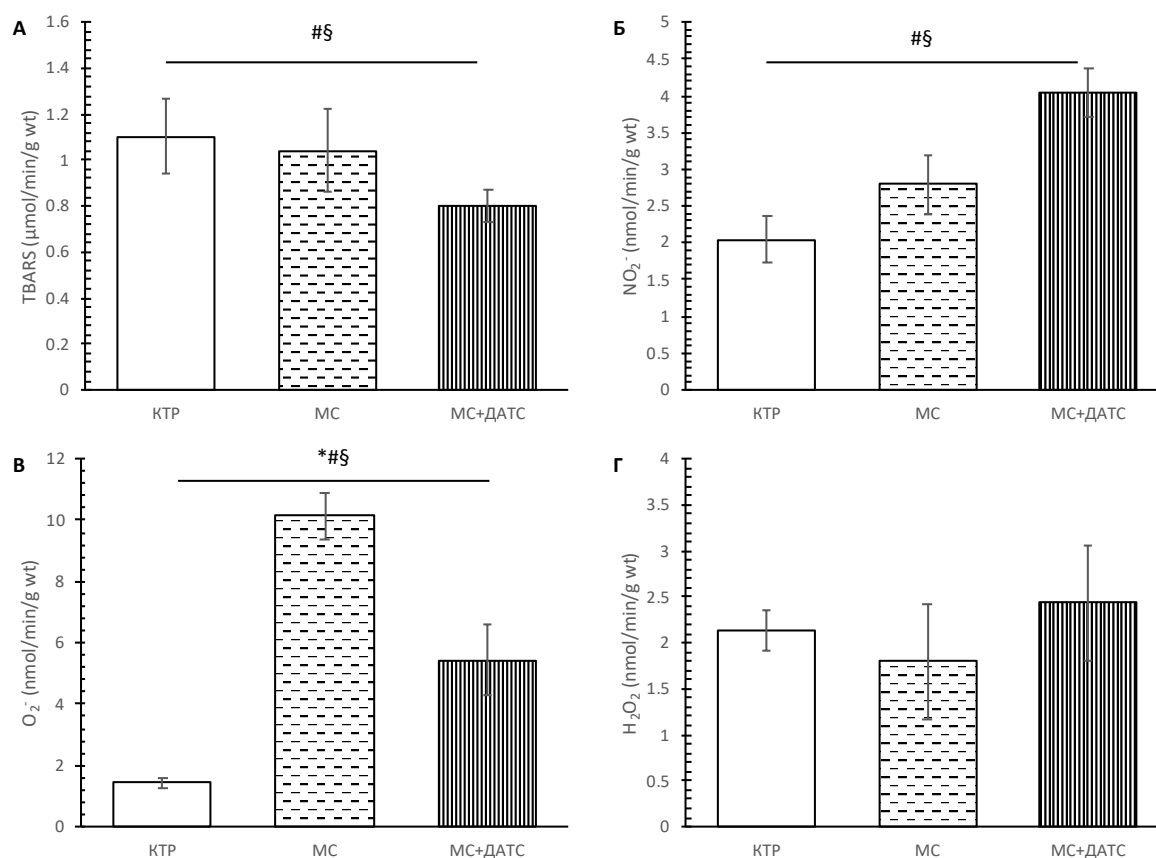 А
#§
TBARS (µmol/min/g wt)
1.6
1.4
1.2
1
0.8
0.6
0.4
0.2
0
КТР
МС
МС+ДАТС
Б
#§
NO₂⁻ (nmol/min/g wt)
5
4.5
4
3.5
3
2.5
2
1.5
1
0.5
0
КТР
МС
МС+ДАТС
В
*#§
O₂⁻ (nmol/min/g wt)
12
10
8
6
4
2
0
КТР
МС
МС+ДАТС
Г
H₂O₂ (nmol/min/g wt)
4
3.5
3
2.5
2
1.5
1
0.5
0
КТР
МС
МС+ДАТС